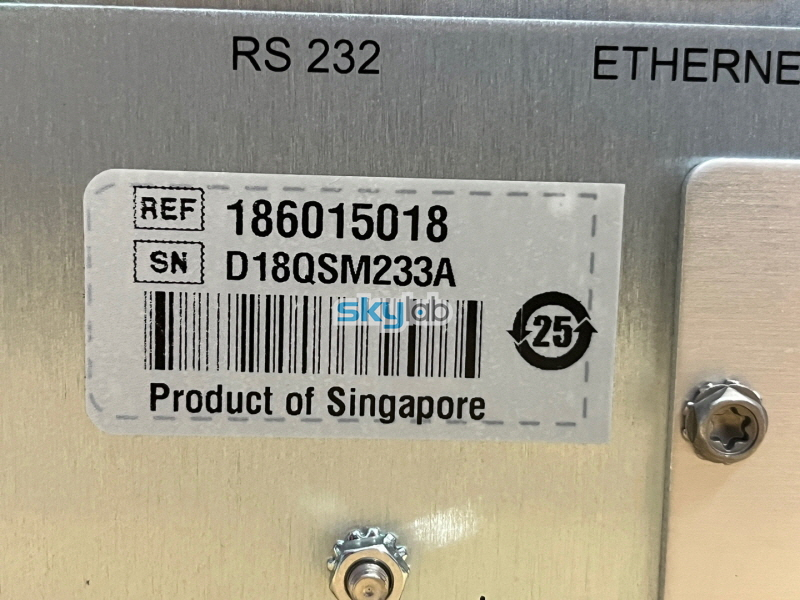 RS 232
ETHERNE
REF 186015018
SN D18QSM233A
skylab
25
Product of Singapore